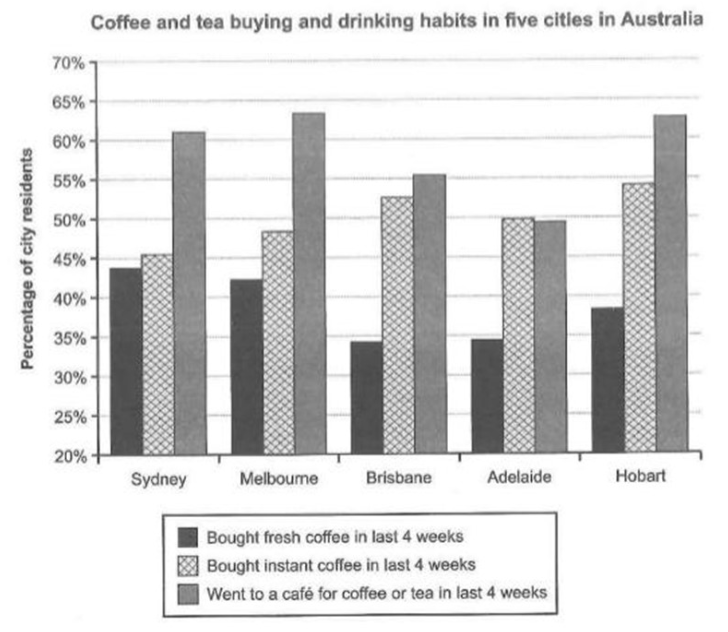 Coffee and tea buying and drinking habits in five cities in Australia
Percentage of city residents
70%
65%
60%
55%
50%
45%
40%
35%
30%
25%
20%
Sydney Melbourne Brisbane Adelaide Hobart
Bought fresh coffee in last 4 weeks
Bought instant coffee in last 4 weeks
Went to a café for coffee or tea in last 4 weeks